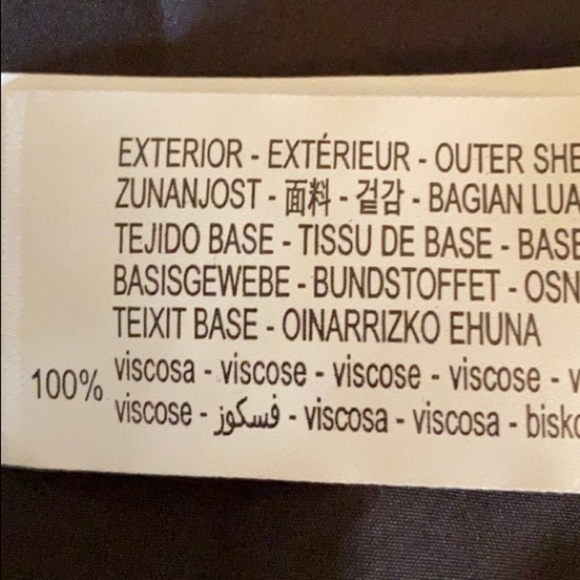 EXTERIOR - EXTÉRIEUR - OUTER SHE
ZUNANJOST - 面料 - 겉감 - BAGIAN LUA
TEJIDO BASE - TISSU DE BASE - BASE
BASISGEWEBE - BUNDSTOFFET - OSN
TEIXIT BASE - OINARRIZKO EHUNA
100% viscosa - viscose - viscose - viscose - v
viscose - فسكوز - viscosa - viscosa - bisko